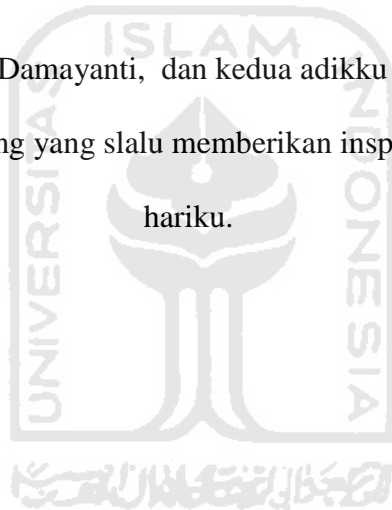 ISLAM
Damayanti, dan kedua adikku
ng yang slalu memberikan insp
hariku.
UNIVERSITAS
INDONESIA